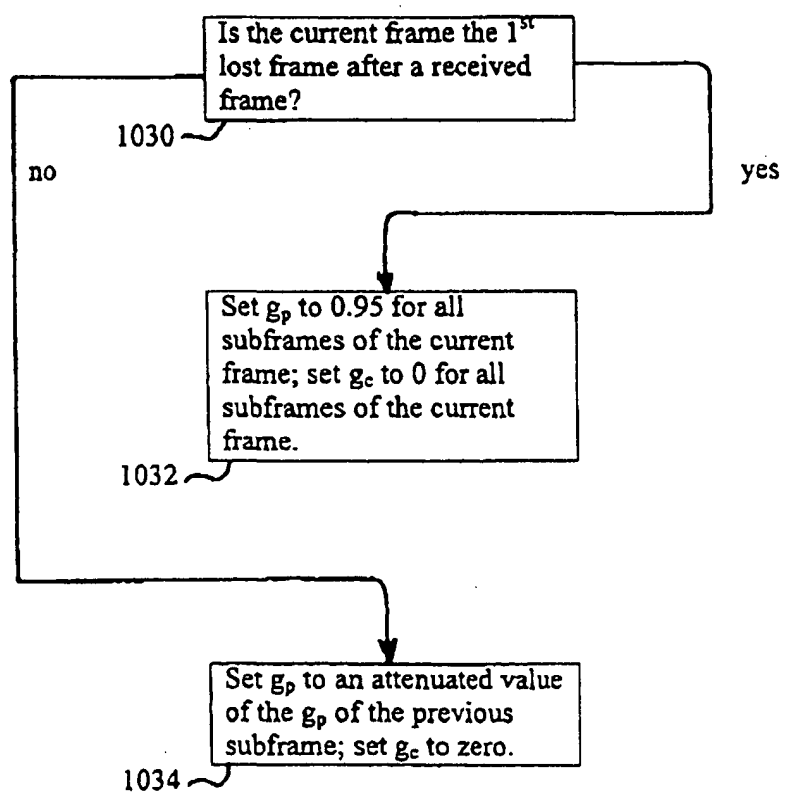 Is the current frame the 1st
lost frame after a received
frame?
1030
no
yes
Set gp to 0.95 for all
subframes of the current
frame; set gc to 0 for all
subframes of the current
frame.
1032
Set gp to an attenuated value
of the gp of the previous
subframe; set gc to zero.
1034